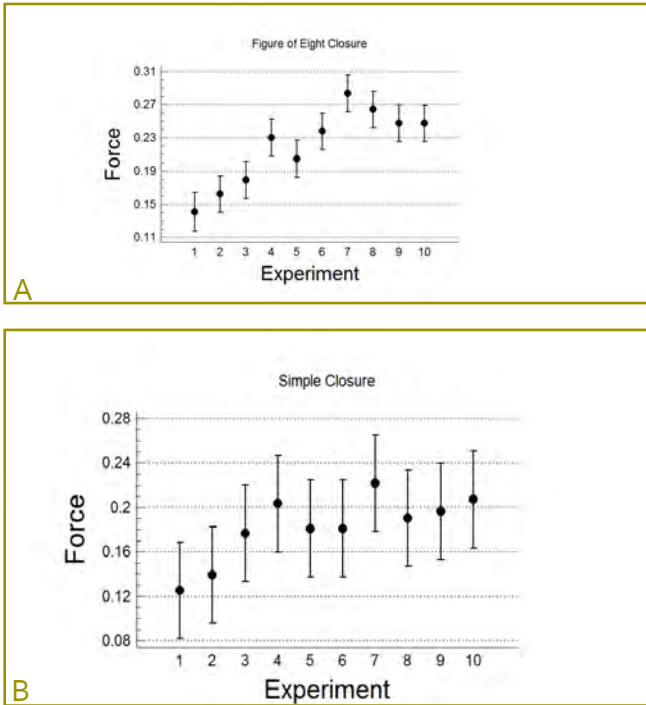 Figure of Eight Closure
0.31
0.27
0.23
0.19
0.15
0.11
Force
1 2 3 4 5 6 7 8 9 10
Experiment
A
Simple Closure
0.28
0.24
0.2
0.16
0.12
0.08
Force
1 2 3 4 5 6 7 8 9 10
Experiment
B